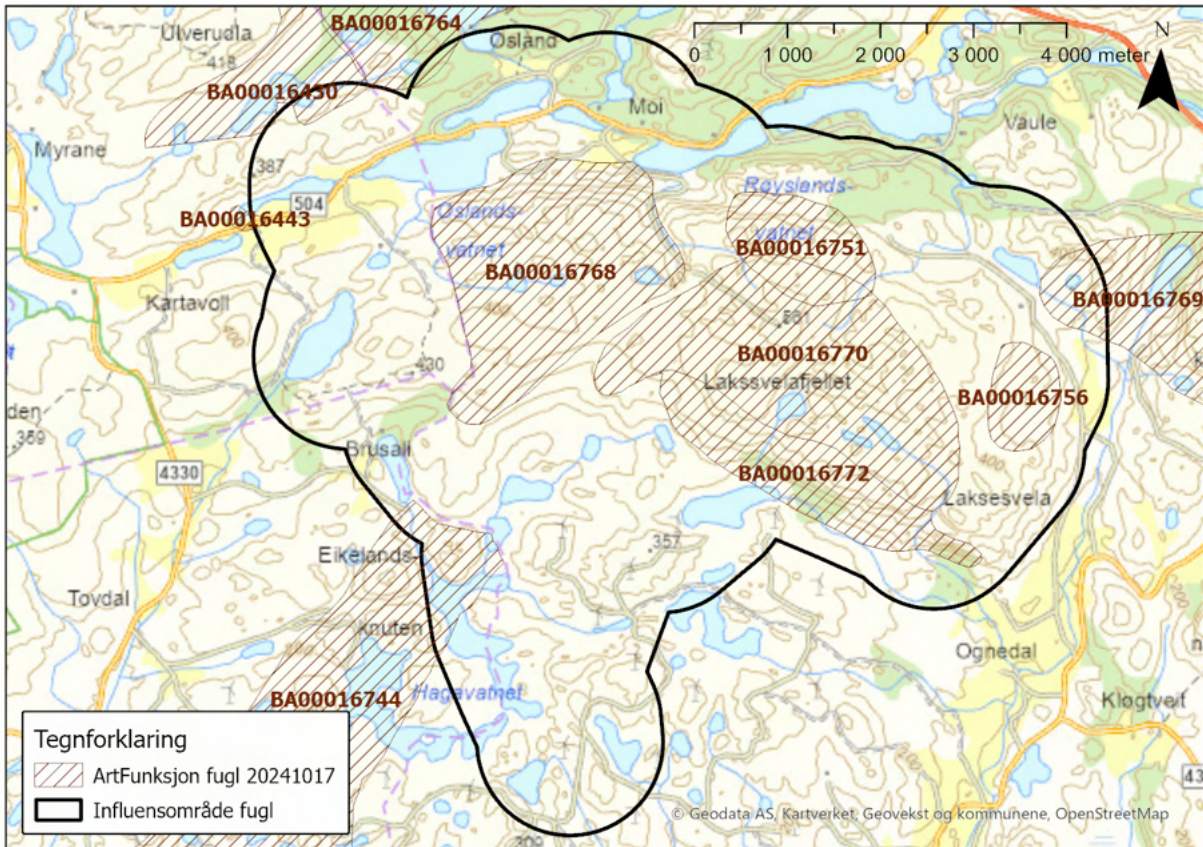 BA00016764
Ulverudla
418
Osland
N
0 1 000 2 000 3 000 4 000 meter
BA00016450
Moi
Vaule
Myrane
387
504
BA00016443
Røyslands-
vatnet
Oslands-
vatnet
BA00016751
BA00016768
BA00016769
Kartavoll
400
BA00016770
430
Lakssvelafjellet
BA00016756
den
359
Brusali
4330
BA00016772
400
Laksesvela
357
Eikelands-
Tovdal
Knuten
Ognedal
BA00016744
Hagavatnet
Kløgtveit
Tegnforklaring
ArtFunksjon fugl 20241017
Influensområde fugl
43
© Geodata AS, Kartverket, Geovekst og kommunene, OpenStreetMap